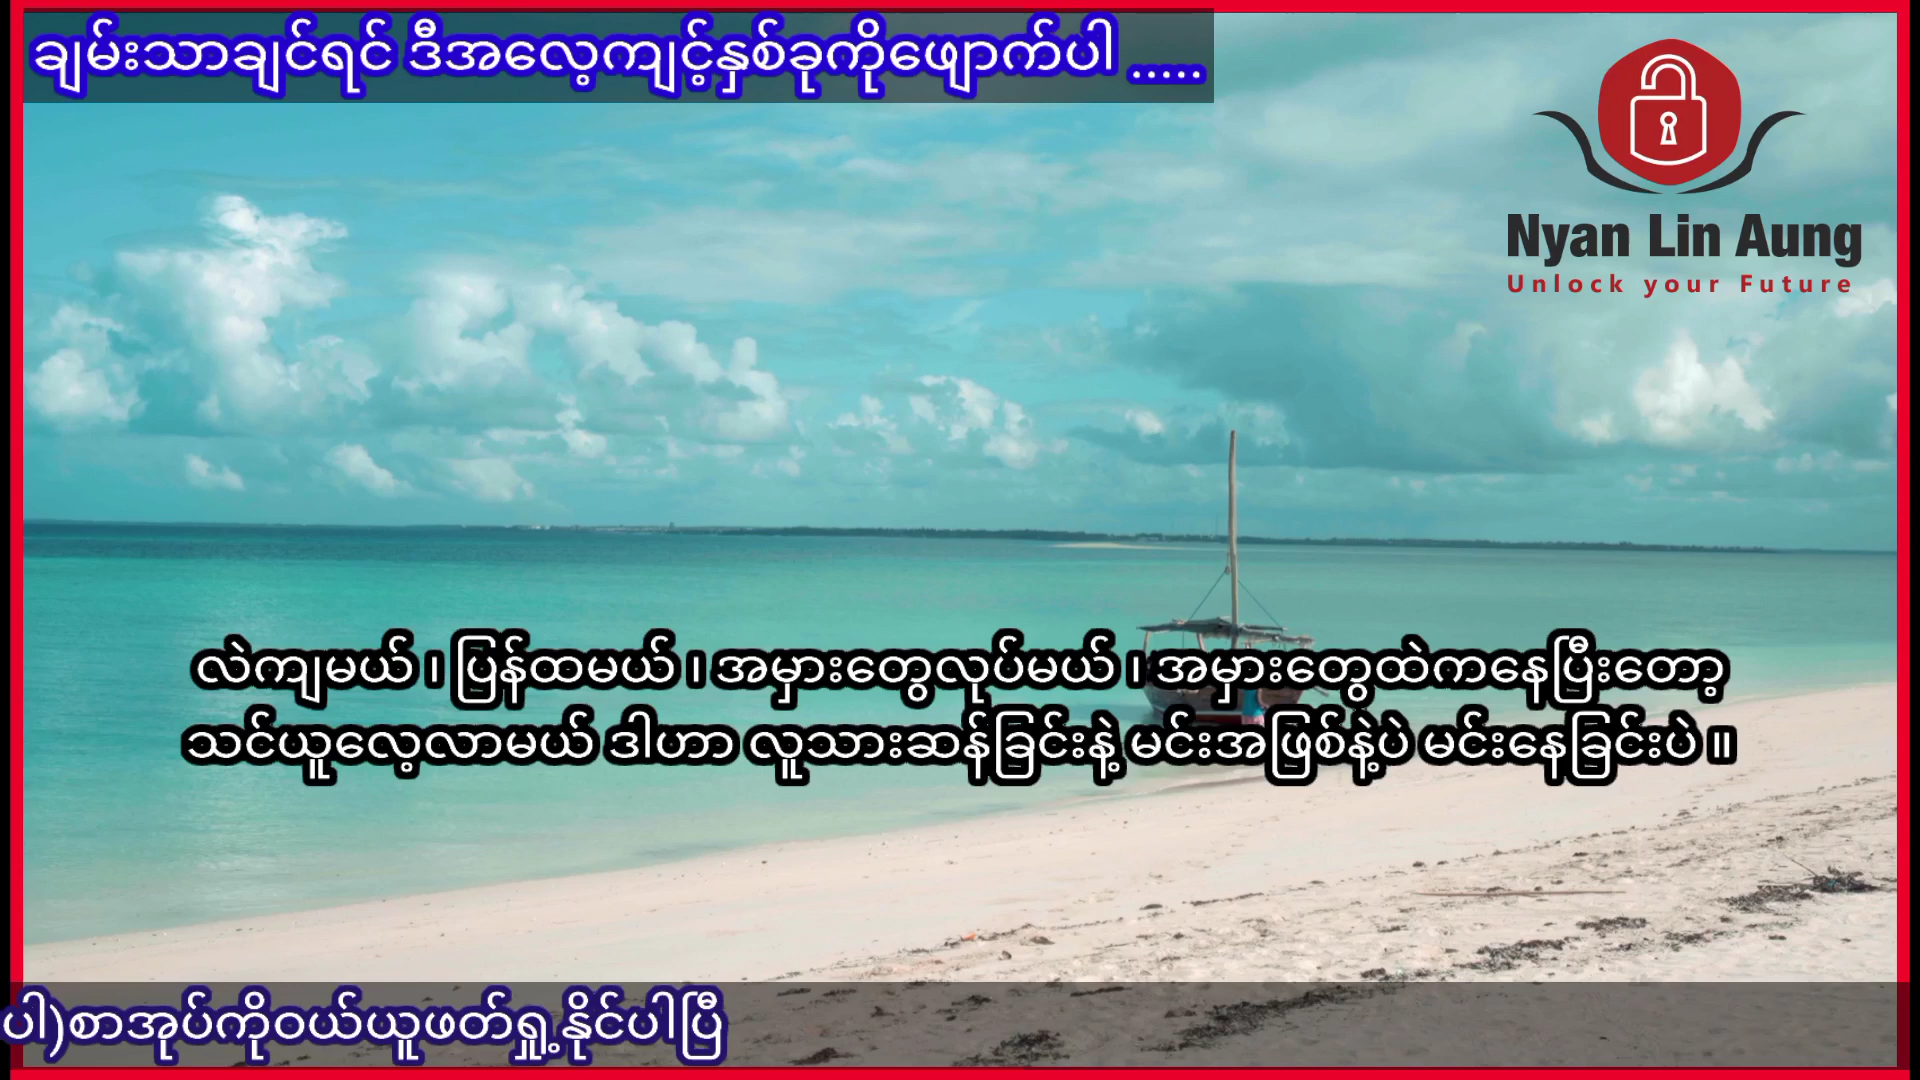 ချမ်းသာချင်ရင် ဒီအလေ့ကျင့်နှစ်ခုကိုဖျောက်ပါ .....
Nyan Lin Aung
Unlock your Future
လဲကျမယ် ၊ ပြန်ထမယ် ၊ အမှားတွေလုပ်မယ် ၊ အမှားတွေထဲကနေပြီးတော့
သင်ယူလေ့လာမယ် ဒါဟာ လူသားဆန်ခြင်းနဲ့ မင်းအဖြစ်နဲ့ပဲ မင်းနေခြင်းပဲ ။
ပါ)စာအုပ်ကိုဝယ်ယူဖတ်ရှု့နိုင်ပါပြီ